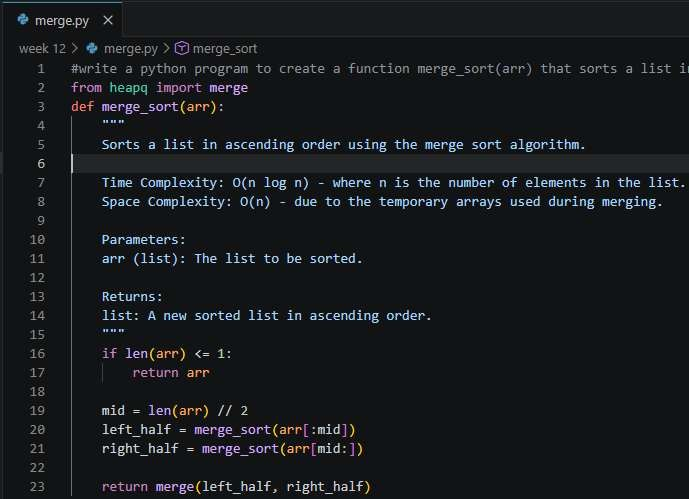 merge.py
week 12 > merge.py > merge_sort
1 #write a python program to create a function merge_sort(arr) that sorts a list
2 from heapq import merge
3 def merge_sort(arr):
4 """
5 Sorts a list in ascending order using the merge sort algorithm.
6
7 Time Complexity: O(n log n) - where n is the number of elements in the list.
8 Space Complexity: O(n) - due to the temporary arrays used during merging.
9
10 Parameters:
11 arr (list): The list to be sorted.
12
13 Returns:
14 list: A new sorted list in ascending order.
15 """
16 if len(arr) <= 1:
17 return arr
18
19 mid = len(arr) // 2
20 left_half = merge_sort(arr[:mid])
21 right_half = merge_sort(arr[mid:])
22
23 return merge(left_half, right_half)